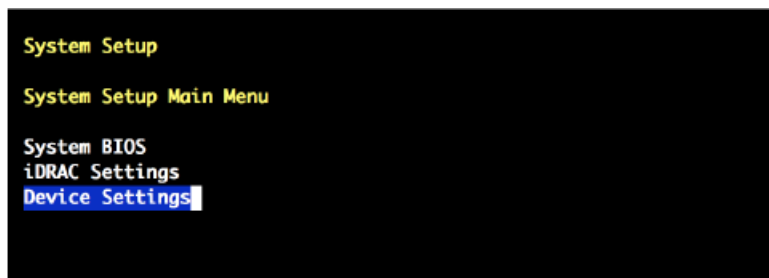 System Setup
System Setup Main Menu
System BIOS
iDRAC Settings
Device Settings